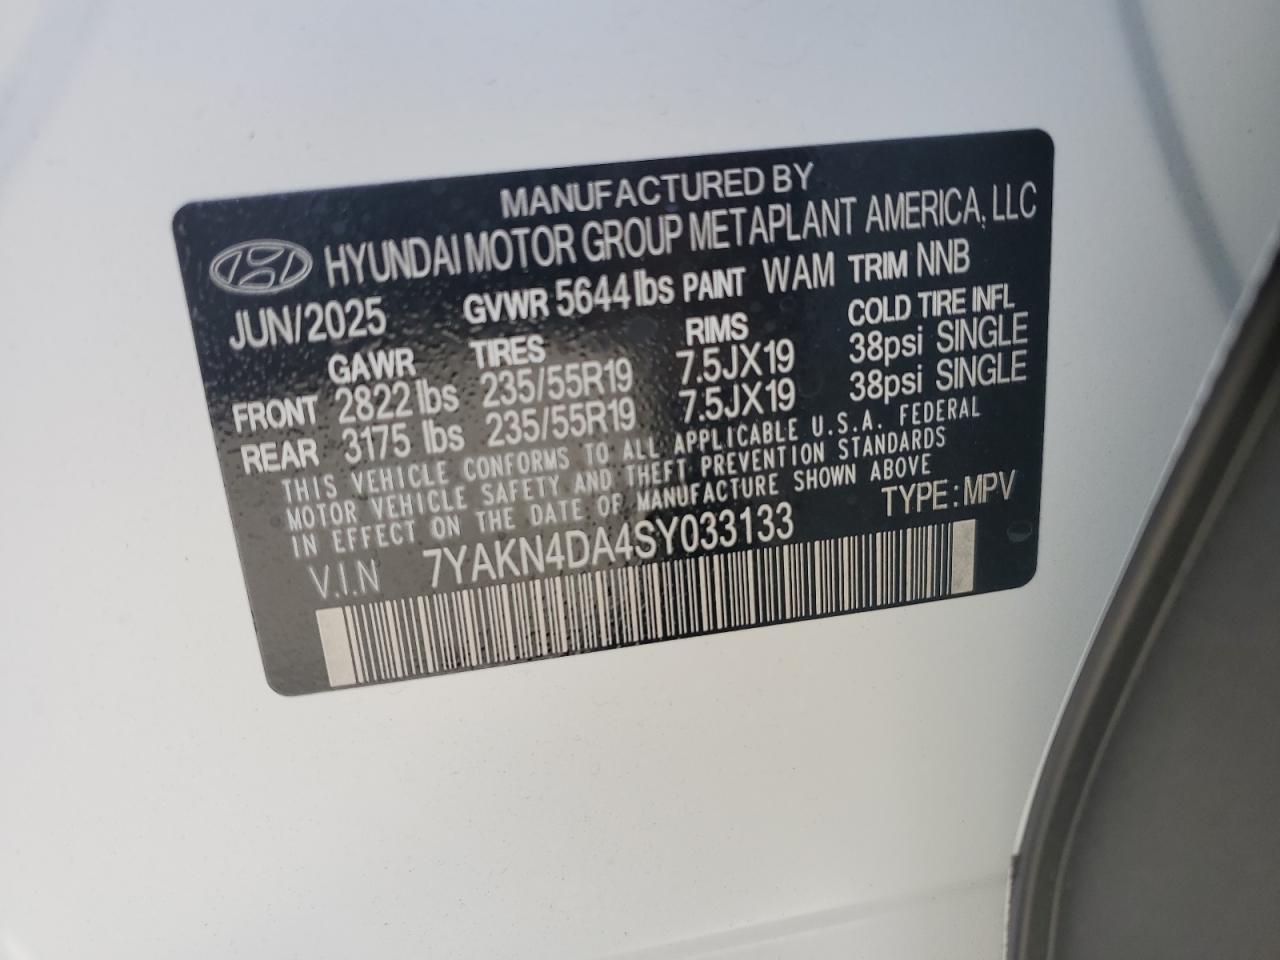 MANUFACTURED BY
HYUNDAI MOTOR GROUP METAPLANT AMERICA, LLC
JUN/2025 GVWR 5644 lbs PAINT WAM TRIM NNB
GAWR TIRES RIMS COLD TIRE INFL
FRONT 2822 lbs 235/55R19 7.5JX19 38psi SINGLE
REAR 3175 lbs 235/55R19 7.5JX19 38psi SINGLE
THIS VEHICLE CONFORMS TO ALL APPLICABLE U.S.A. FEDERAL
MOTOR VEHICLE SAFETY AND THEFT PREVENTION STANDARDS
IN EFFECT ON THE DATE OF MANUFACTURE SHOWN ABOVE
V.I.N 7YAKN4DA4SY033133 TYPE:MPV